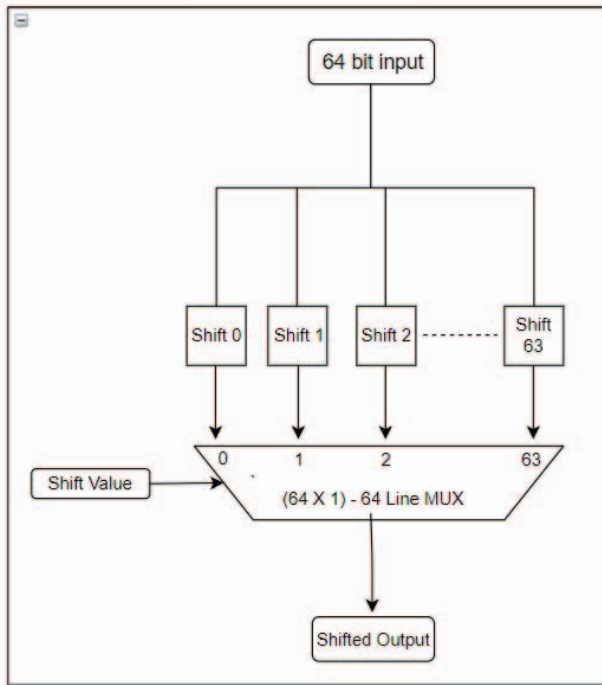 64 bit input
Shift 0
Shift 1
Shift 2
Shift
63
0
1
2
63
Shift Value
(64 X 1) - 64 Line MUX
Shifted Output